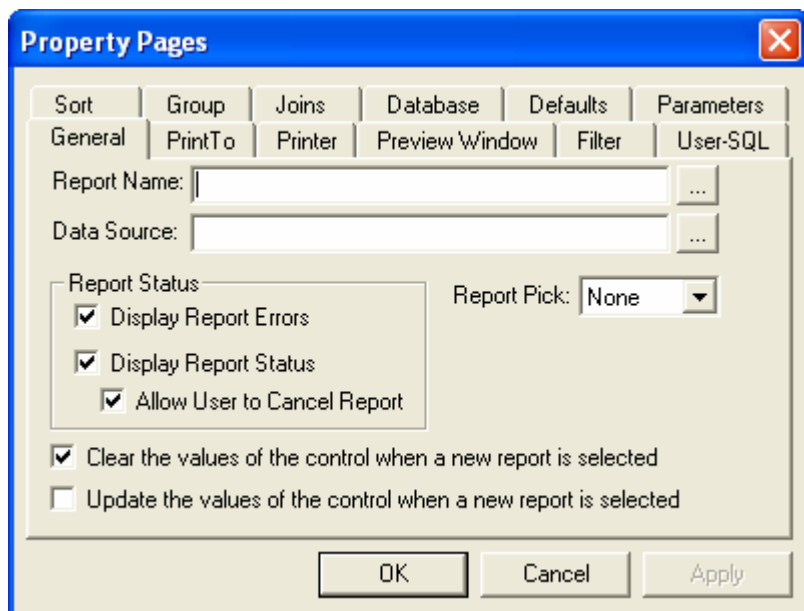 Property Pages
Sort Group Joins Database Defaults Parameters
General PrintTo Printer Preview Window Filter User-SQL
Report Name: ...
Data Source: ...
Report Status
Report Pick: None
Display Report Errors
Display Report Status
Allow User to Cancel Report
Clear the values of the control when a new report is selected
Update the values of the control when a new report is selected
OK Cancel Apply